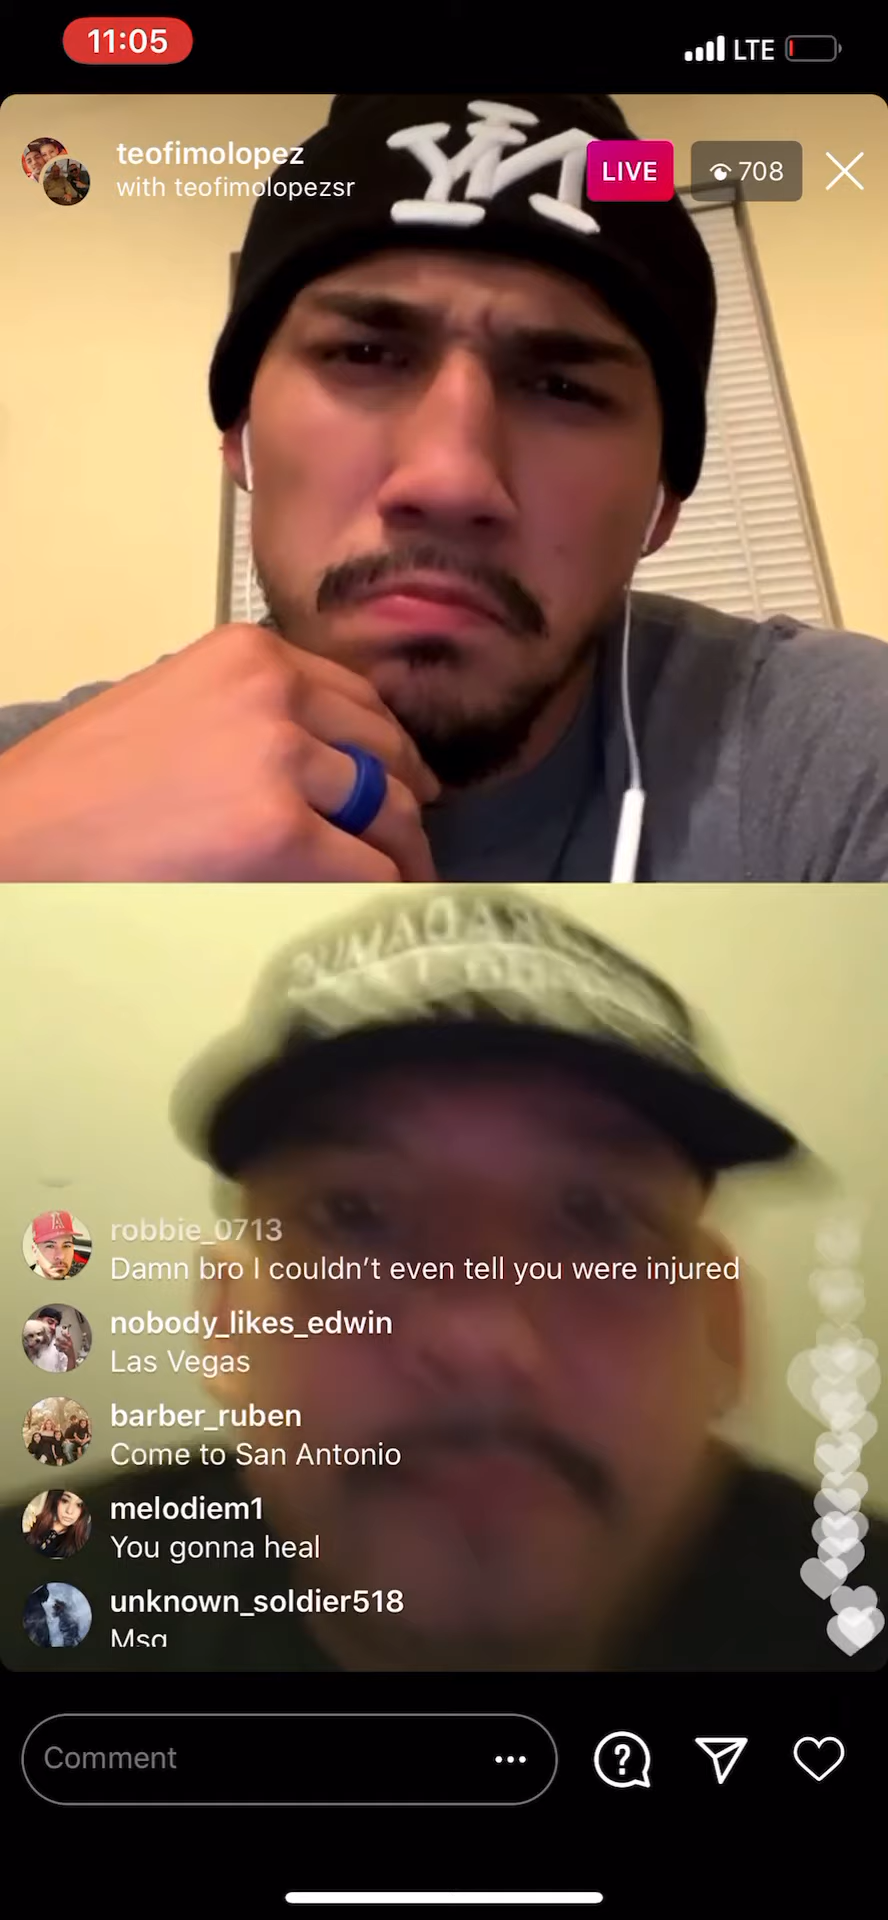 11:05
LTE
teofimolopez
with teofimolopezsr
LIVE
708
robbie_0713
Damn bro I couldn’t even tell you were injured
nobody_likes_edwin
Las Vegas
barber_ruben
Come to San Antonio
melodiem1
You gonna heal
unknown_soldier518
Msg
Comment